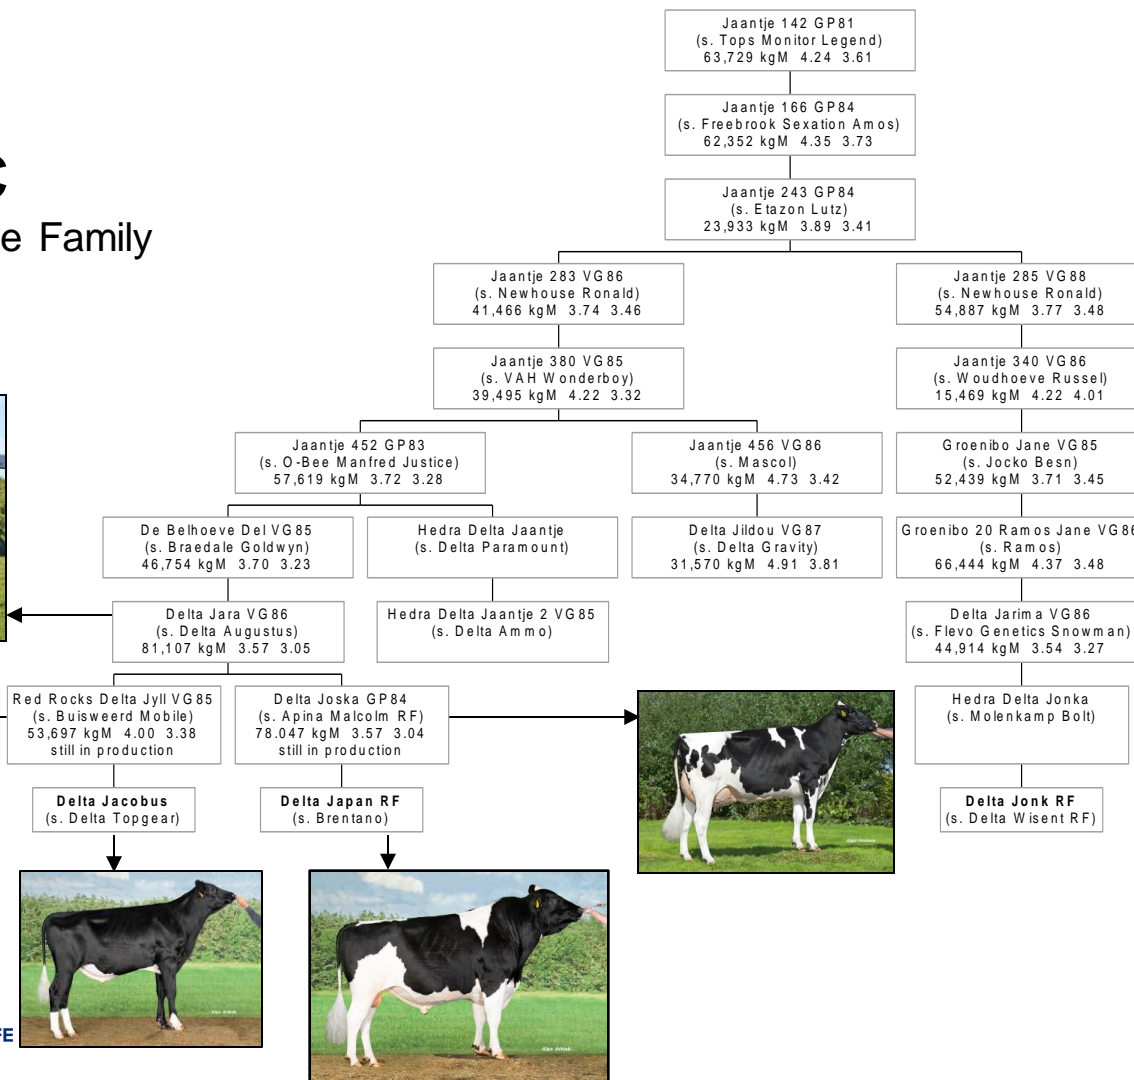 Jaantje 142 GP81
(s. Tops Monitor Legend)
63,729 kgM 4.24 3.61
Jaantje 166 GP84
(s. Freebrook Sexation Amos)
62,352 kgM 4.35 3.73
e Family
Jaantje 243 GP84
(s. Etazon Lutz)
23,933 kgM 3.89 3.41
Jaantje 283 VG86
(s. Newhouse Ronald)
41,466 kgM 3.74 3.46
Jaantje 285 VG88
(s. Newhouse Ronald)
54,887 kgM 3.77 3.48
Jaantje 380 VG85
(s. VAH Wonderboy)
39,495 kgM 4.22 3.32
Jaantje 340 VG86
(s. Woudhoeve Russel)
15,469 kgM 4.22 4.01
Jaantje 452 GP83
(s. O-Bee Manfred Justice)
57,619 kgM 3.72 3.28
Jaantje 456 VG86
(s. Mascol)
34,770 kgM 4.73 3.42
Groenibo Jane VG85
(s. Jocko Besn)
52,439 kgM 3.71 3.45
De Belhoeve Del VG85
(s. Braedale Goldwyn)
46,754 kgM 3.70 3.23
Hedra Delta Jaantje
(s. Delta Paramount)
Delta Jildou VG87
(s. Delta Gravity)
31,570 kgM 4.91 3.81
Groenibo 20 Ramos Jane VG86
(s. Ramos)
66,444 kgM 4.37 3.48
Delta Jara VG86
(s. Delta Augustus)
81,107 kgM 3.57 3.05
Hedra Delta Jaantje 2 VG85
(s. Delta Ammo)
Delta Jarima VG86
(s. Flevo Genetics Snowman)
44,914 kgM 3.54 3.27
Red Rocks Delta Jyll VG85
(s. Buisweerd Mobile)
53,697 kgM 4.00 3.38
still in production
Delta Joska GP84
(s. Apina Malcolm RF)
78.047 kgM 3.57 3.04
still in production
Hedra Delta Jonka
(s. Molenkamp Bolt)
Delta Jacobus
(s. Delta Topgear)
Delta Japan RF
(s. Brentano)
Delta Jonk RF
(s. Delta Wisent RF)
Alex Arkink
Alex Arkink
FE